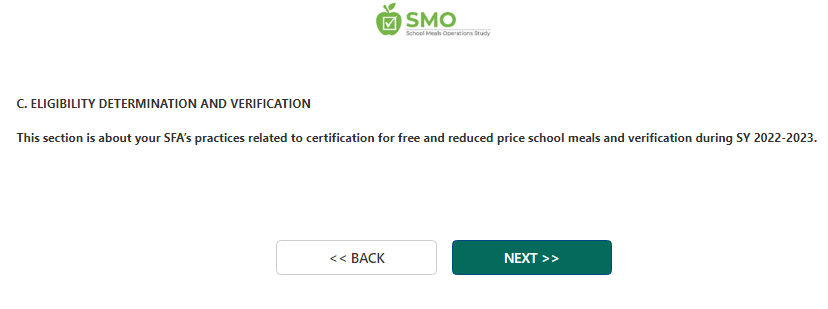 SMO
School Meals Operations Study
C. ELIGIBILITY DETERMINATION AND VERIFICATION
This section is about your SFA's practices related to certification for free and reduced price school meals and verification during SY 2022-2023.
<< BACK
NEXT >>